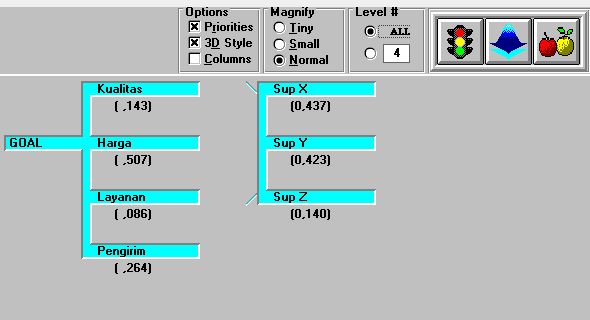 Options
Priorities
3D Style
Columns
Magnify
Tiny
Small
Normal
Level #
ALL
4
GOAL
Kualitas
( ,143)
Harga
( ,507)
Layanan
( ,086)
Pengirim
( ,264)
Sup X
(0,437)
Sup Y
(0,423)
Sup Z
(0,140)